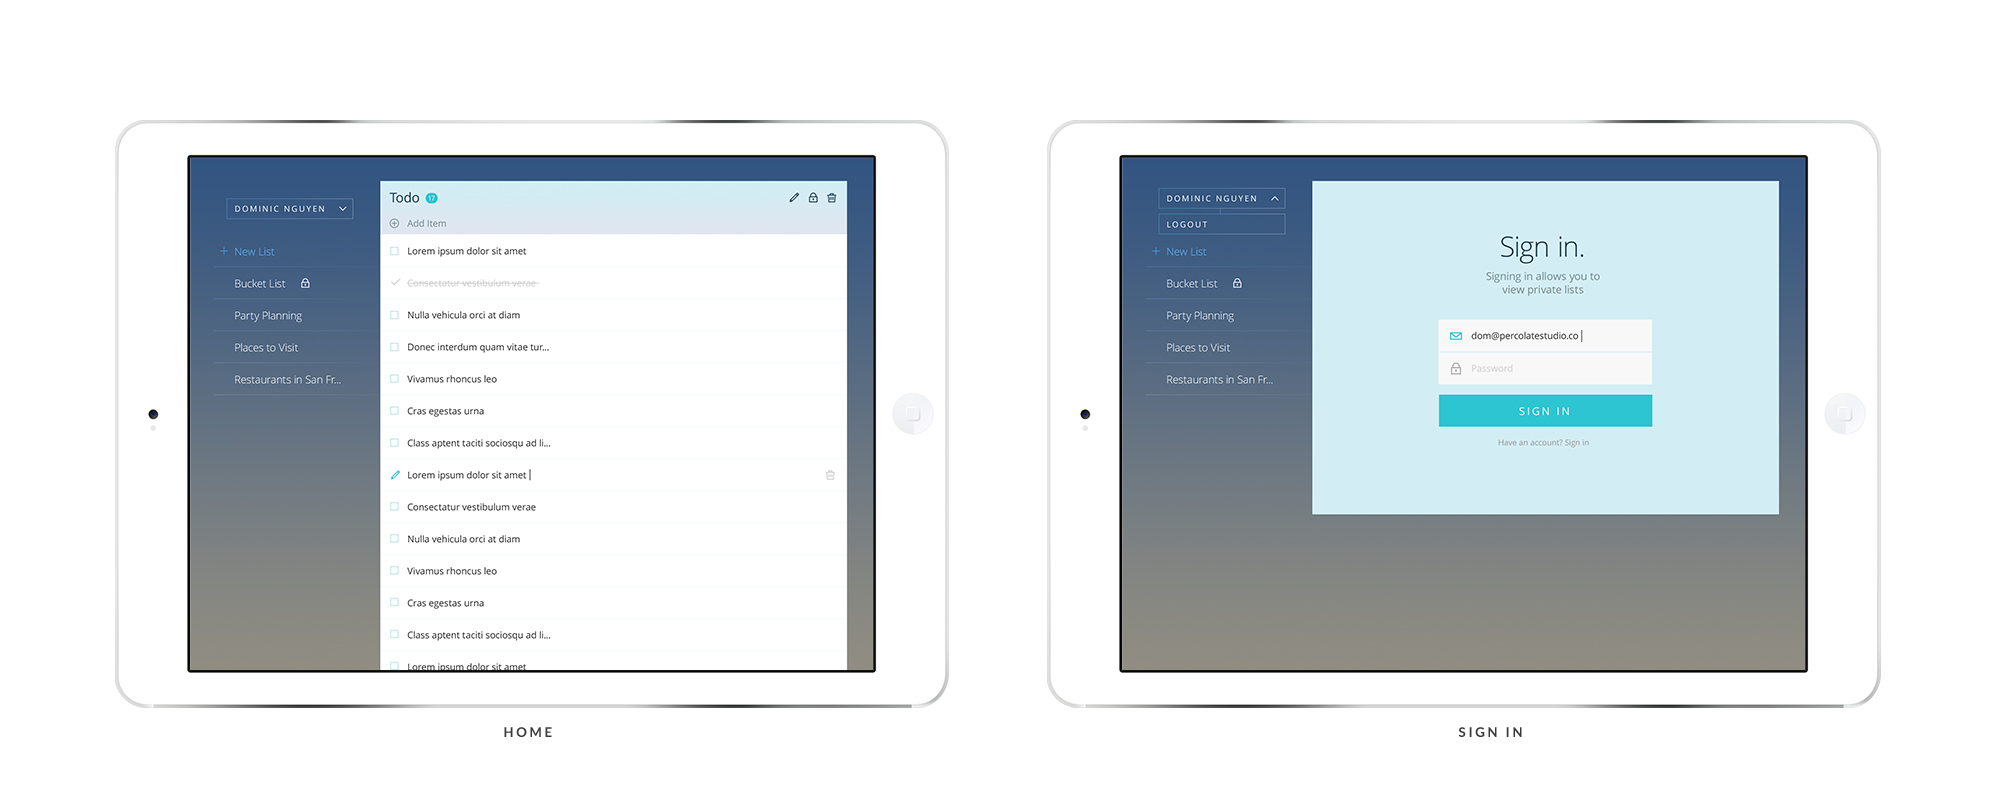 DOMINIC NGUYEN
+ New List
Bucket List
Party Planning
Places to Visit
Restaurants in San Fr...
Todo 17
Add Item
Lorem ipsum dolor sit amet
Consectatur vestibulum verae
Nulla vehicula orci at diam
Donec interdum quam vitae tur...
Vivamus rhoncus leo
Cras egestas urna
Class aptent taciti sociosqu ad li...
Lorem ipsum dolor sit amet
Consectatur vestibulum verae
Nulla vehicula orci at diam
Vivamus rhoncus leo
Cras egestas urna
Class aptent taciti sociosqu ad li...
Lorem ipsum dolor sit amet
HOME
DOMINIC NGUYEN
LOGOUT
+ New List
Bucket List
Party Planning
Places to Visit
Restaurants in San Fr...
Sign in.
Signing in allows you to
view private lists
dom@percolatestudio.co
Password
SIGN IN
Have an account? Sign in
SIGN IN